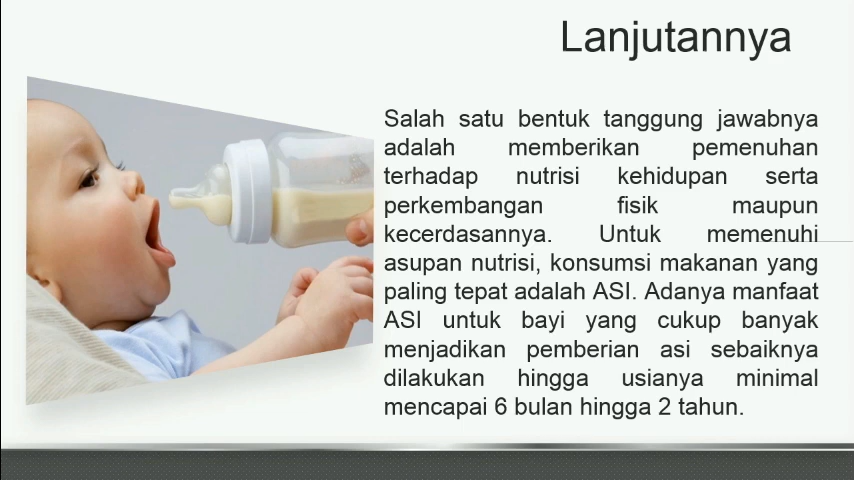 Lanjutannya
Salah satu bentuk tanggung jawabnya
adalah memberikan pemenuhan
terhadap nutrisi kehidupan serta
perkembangan fisik maupun
kecerdasannya. Untuk memenuhi
asupan nutrisi, konsumsi makanan yang
paling tepat adalah ASI. Adanya manfaat
ASI untuk bayi yang cukup banyak
menjadikan pemberian asi sebaiknya
dilakukan hingga usianya minimal
mencapai 6 bulan hingga 2 tahun.